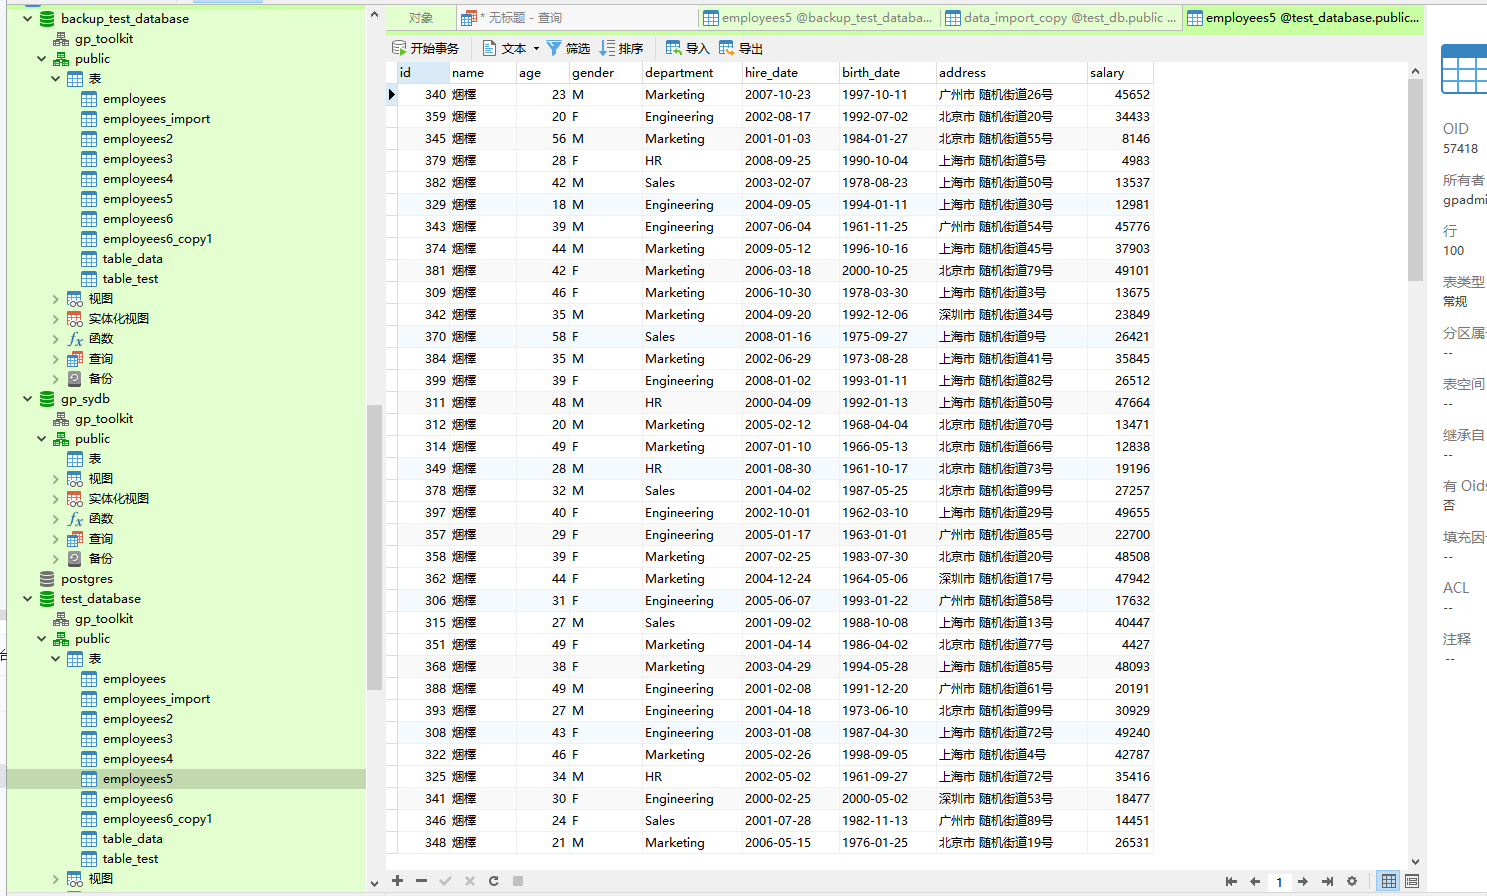 backup_test_database
gp_toolkit
public
表
employees
employees_import
employees2
employees3
employees4
employees5
employees6
employees6_copy1
table_data
table_test
视图
实体化视图
函数
查询
备份
gp_sydb
gp_toolkit
public
表
视图
实体化视图
函数
查询
备份
postgres
test_database
gp_toolkit
public
表
employees
employees_import
employees2
employees3
employees4
employees5
employees6
employees6_copy1
table_data
table_test
视图
对象 * 无标题 - 查询 employees5 @backup_test_databa... data_import_copy @test_db.public ... employees5 @test_database.public...
开始事务 文本 筛选 排序 导入 导出
id name age gender department hire_date birth_date address salary
340 烟橝 23 M Marketing 2007-10-23 1997-10-11 广州市 随机街道26号 45652
359 烟橝 20 F Engineering 2002-08-17 1992-07-02 北京市 随机街道20号 34433
345 烟橝 56 M Marketing 2001-01-03 1984-01-27 北京市 随机街道55号 8146
379 烟橝 28 F HR 2008-09-25 1990-10-04 上海市 随机街道5号 4983
382 烟橝 42 M Sales 2003-02-07 1978-08-23 上海市 随机街道50号 13537
329 烟橝 18 M Engineering 2004-09-05 1994-01-11 上海市 随机街道30号 12981
343 烟橝 39 M Engineering 2007-06-04 1961-11-25 广州市 随机街道54号 45776
374 烟橝 44 M Marketing 2009-05-12 1996-10-16 上海市 随机街道45号 37903
381 烟橝 42 F Marketing 2006-03-18 2000-10-25 北京市 随机街道79号 49101
309 烟橝 46 F Marketing 2006-10-30 1978-03-30 上海市 随机街道3号 13675
342 烟橝 35 M Marketing 2004-09-20 1992-12-06 深圳市 随机街道34号 23849
370 烟橝 58 F Sales 2008-01-16 1975-09-27 上海市 随机街道9号 26421
384 烟橝 35 M Marketing 2002-06-29 1973-08-28 上海市 随机街道41号 35845
399 烟橝 39 F Engineering 2008-01-02 1993-01-11 上海市 随机街道82号 26512
311 烟橝 48 M HR 2000-04-09 1992-01-13 上海市 随机街道50号 47664
312 烟橝 20 M Marketing 2005-02-12 1968-04-04 北京市 随机街道70号 13471
314 烟橝 49 F Marketing 2007-01-10 1966-05-13 北京市 随机街道66号 12838
349 烟橝 28 M HR 2001-08-30 1961-10-17 北京市 随机街道73号 19196
378 烟橝 32 M Sales 2001-04-02 1987-05-25 北京市 随机街道99号 27257
397 烟橝 40 F Engineering 2002-10-01 1962-03-10 上海市 随机街道29号 49655
357 烟橝 29 F Engineering 2005-01-17 1963-01-01 广州市 随机街道85号 22700
358 烟橝 39 F Marketing 2007-02-25 1983-07-30 北京市 随机街道20号 48508
362 烟橝 44 F Marketing 2004-12-24 1964-05-06 深圳市 随机街道17号 47942
306 烟橝 31 F Engineering 2005-06-07 1993-01-22 广州市 随机街道58号 17632
315 烟橝 27 M Sales 2001-09-02 1988-10-08 上海市 随机街道13号 40447
351 烟橝 49 F Marketing 2001-04-14 1986-04-02 北京市 随机街道77号 4427
368 烟橝 38 F Marketing 2003-04-29 1994-05-28 上海市 随机街道85号 48093
388 烟橝 49 M Engineering 2001-02-08 1991-12-20 广州市 随机街道61号 20191
393 烟橝 27 M Engineering 2001-04-18 1973-06-10 北京市 随机街道99号 30929
308 烟橝 43 F Engineering 2003-01-08 1987-04-30 上海市 随机街道72号 49240
322 烟橝 46 F Marketing 2005-02-26 1998-09-05 上海市 随机街道4号 42787
325 烟橝 34 M HR 2002-05-02 1961-09-27 上海市 随机街道72号 35416
341 烟橝 30 F Engineering 2000-02-25 2000-05-02 深圳市 随机街道53号 18477
346 烟橝 24 F Sales 2001-07-28 1982-11-13 广州市 随机街道89号 14451
348 烟橝 21 M Marketing 2006-05-15 1976-01-25 北京市 随机街道19号 26531
1
OID
57418
所有者
gpadmi
行
100
表类型
常规
分区属
--
表空间
--
继承自
--
有 Oids
否
填充因
--
ACL
--
注释
--